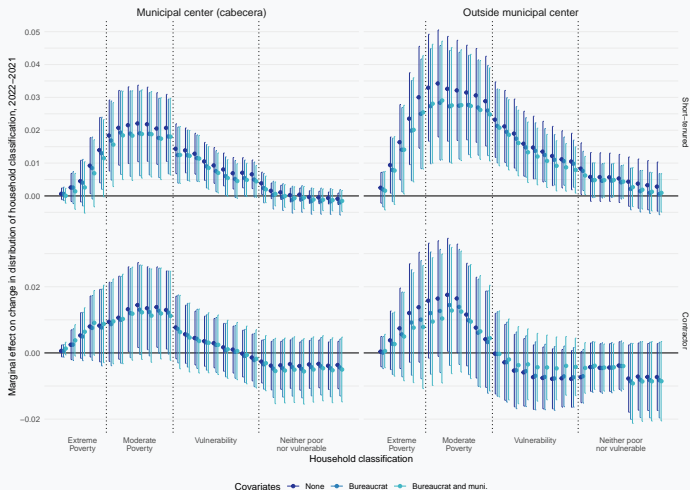 Municipal center (cabecera)
Outside municipal center
Marginal effect on change in distribution of household classification, 2022–2021
0.05
0.04
0.03
0.02
0.01
0.00
Short−tenured
0.02
0.00
−0.02
Contractor
Extreme
Poverty
Moderate
Poverty
Vulnerability
Neither poor
nor vulnerable
Extreme
Poverty
Moderate
Poverty
Vulnerability
Neither poor
nor vulnerable
Household classification
Covariates None Bureaucrat Bureaucrat and muni.